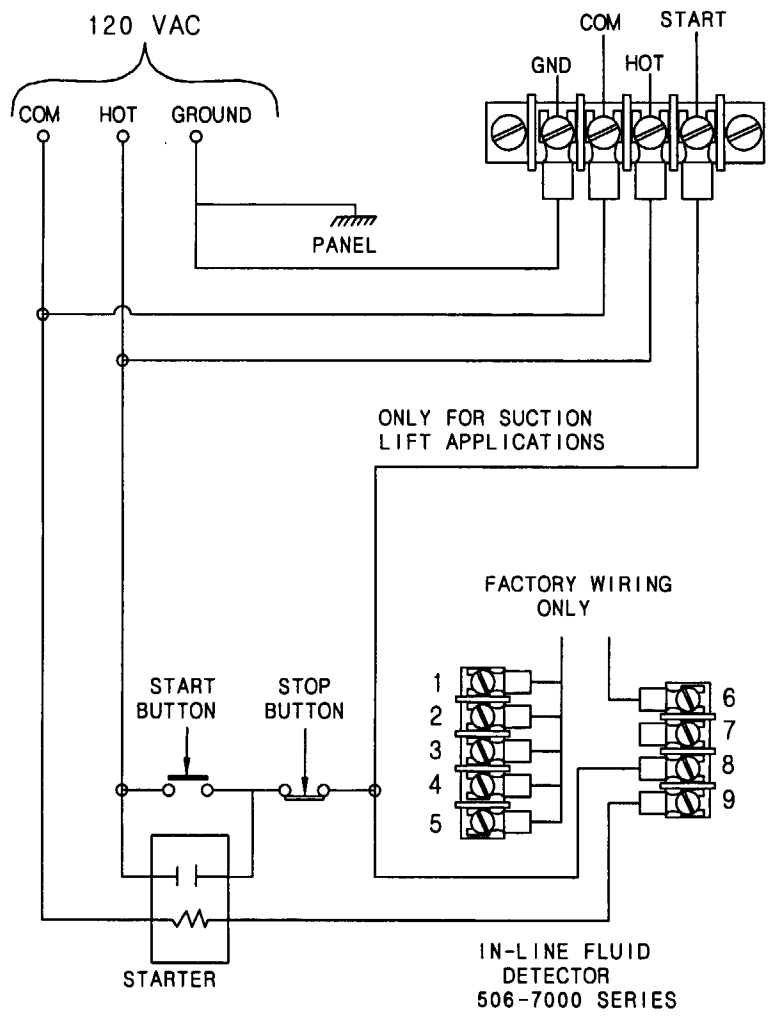 120 VAC
COM HOT GROUND
COM START
GND HOT
PANEL
ONLY FOR SUCTION
LIFT APPLICATIONS
FACTORY WIRING
ONLY
START
BUTTON
STOP
BUTTON
1
2
3
4
5
6
7
8
9
STARTER
IN-LINE FLUID
DETECTOR
506-7000 SERIES